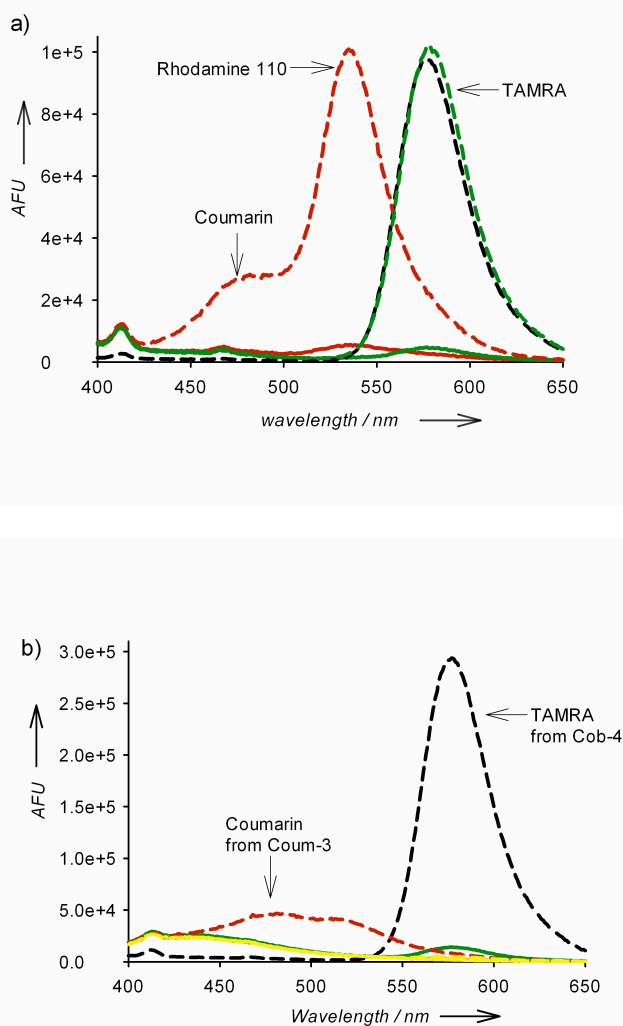 a)
1e+5
8e+4
6e+4
4e+4
2e+4
0
AFU
Rhodamine 110
TAMRA
Coumarin
400 450 500 550 600 650
wavelength / nm
b)
3.0e+5
2.5e+5
2.0e+5
1.5e+5
1.0e+5
5.0e+4
0.0
AFU
TAMRA
from Cob-4
Coumarin
from Coum-3
400 450 500 550 600 650
Wavelength / nm